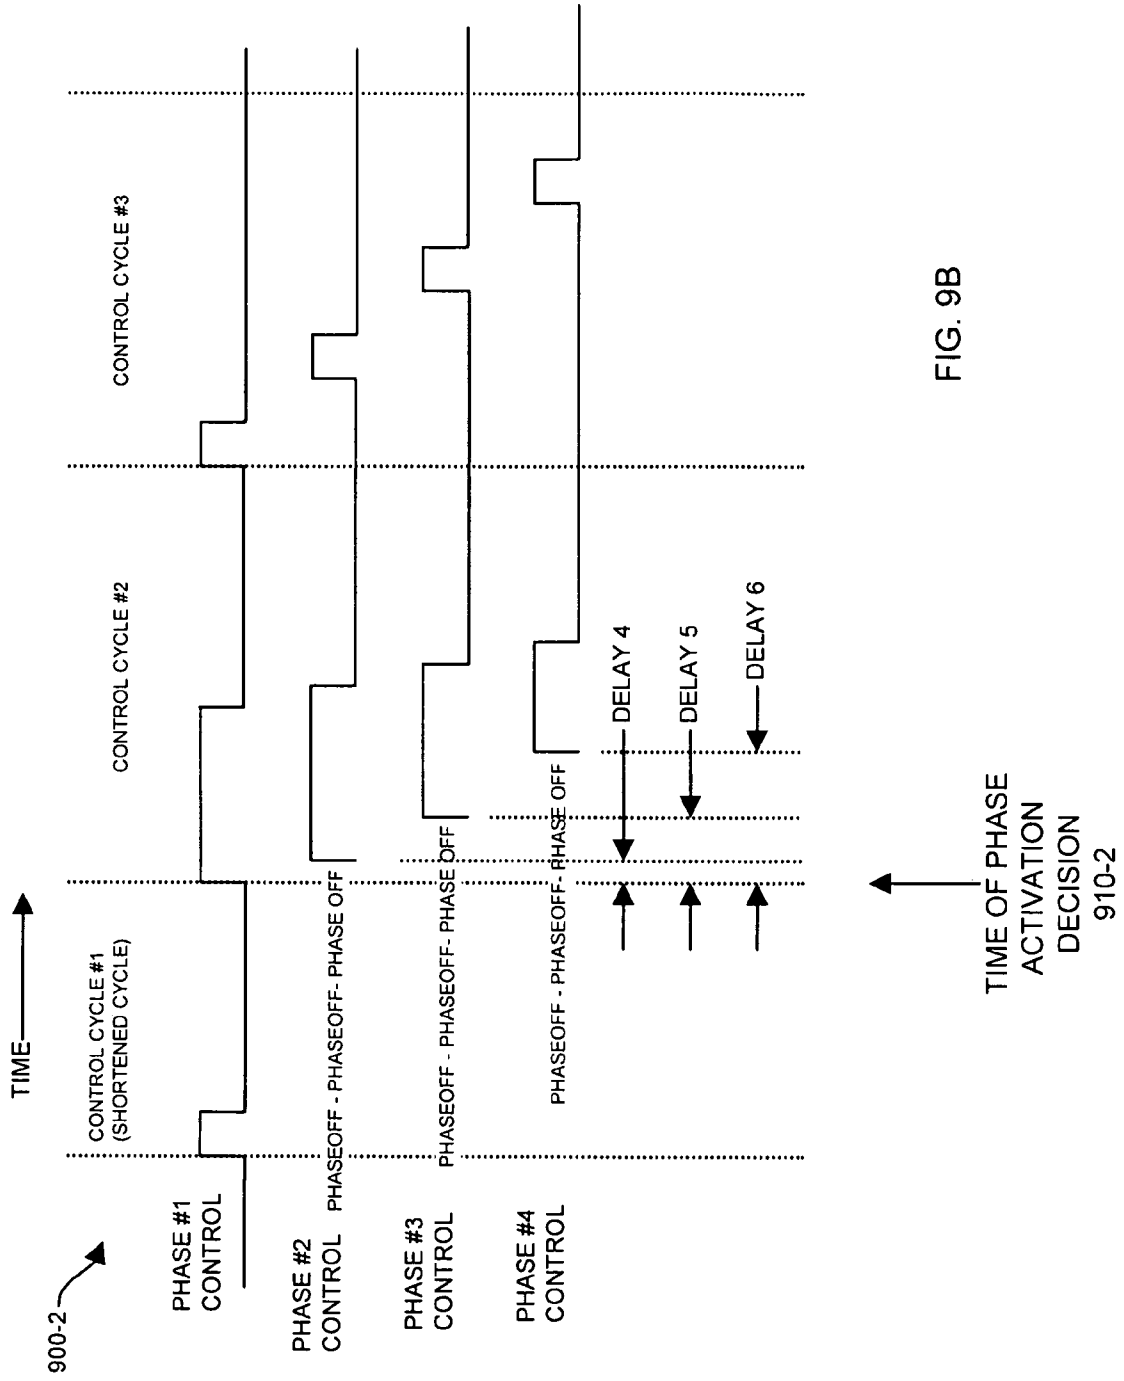 900-2
TIME
CONTROL CYCLE #1
(SHORTENED CYCLE)
CONTROL CYCLE #2
CONTROL CYCLE #3
PHASE #1
CONTROL
PHASE #2
CONTROL
PHASEOFF - PHASEOFF- PHASE OFF
PHASE #3
CONTROL
PHASEOFF - PHASEOFF- PHASE OFF
PHASE #4
CONTROL
PHASEOFF - PHASEOFF- PHASE OFF
DELAY 4
DELAY 5
DELAY 6
TIME OF PHASE
ACTIVATION
DECISION
910-2
FIG. 9B